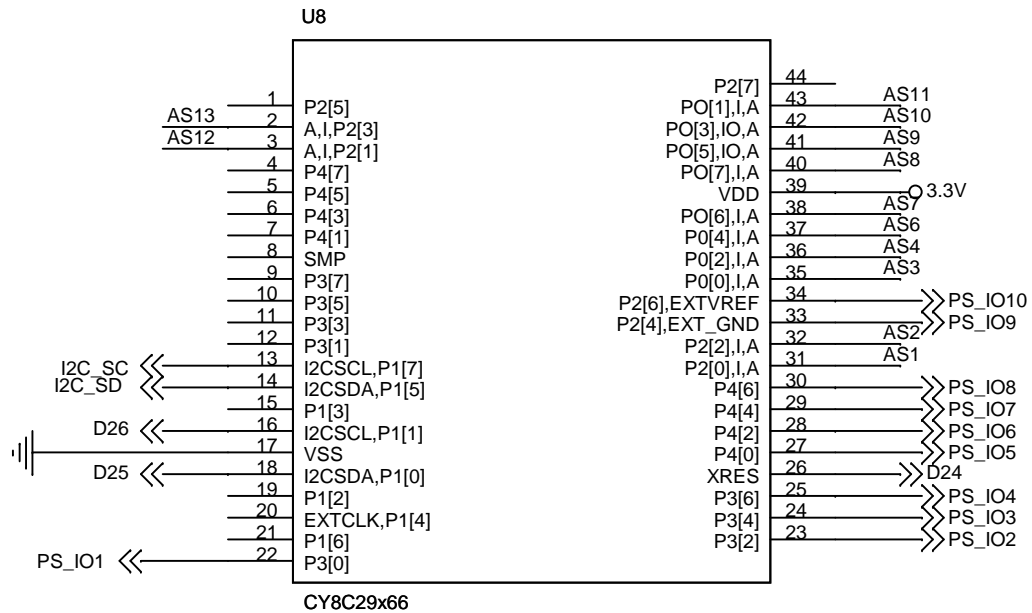 U8
44
P2[7]
1 P2[5]
PO[1],I,A 43 AS11
AS13 2 A,I,P2[3]
PO[3],IO,A 42 AS10
AS12 3 A,I,P2[1]
PO[5],IO,A 41 AS9
4 P4[7]
PO[7],I,A 40 AS8
5 P4[5]
VDD 39 3.3V
6 P4[3]
PO[6],I,A 38 AS7
7 P4[1]
P0[4],I,A 37 AS6
8 SMP
P0[2],I,A 36 AS4
9 P3[7]
P0[0],I,A 35 AS3
10 P3[5]
P2[6],EXTVREF 34 PS_IO10
11 P3[3]
P2[4],EXT_GND 33 PS_IO9
12 P3[1]
P2[2],I,A 32 AS2
I2C_SC 13 I2CSCL,P1[7]
P2[0],I,A 31 AS1
I2C_SD 14 I2CSDA,P1[5]
P4[6] 30 PS_IO8
15 P1[3]
P4[4] 29 PS_IO7
D26 16 I2CSCL,P1[1]
P4[2] 28 PS_IO6
17 VSS
P4[0] 27 PS_IO5
D25 18 I2CSDA,P1[0]
XRES 26 D24
19 P1[2]
P3[6] 25 PS_IO4
20 EXTCLK,P1[4]
P3[4] 24 PS_IO3
21 P1[6]
P3[2] 23 PS_IO2
PS_IO1 22 P3[0]
CY8C29x66